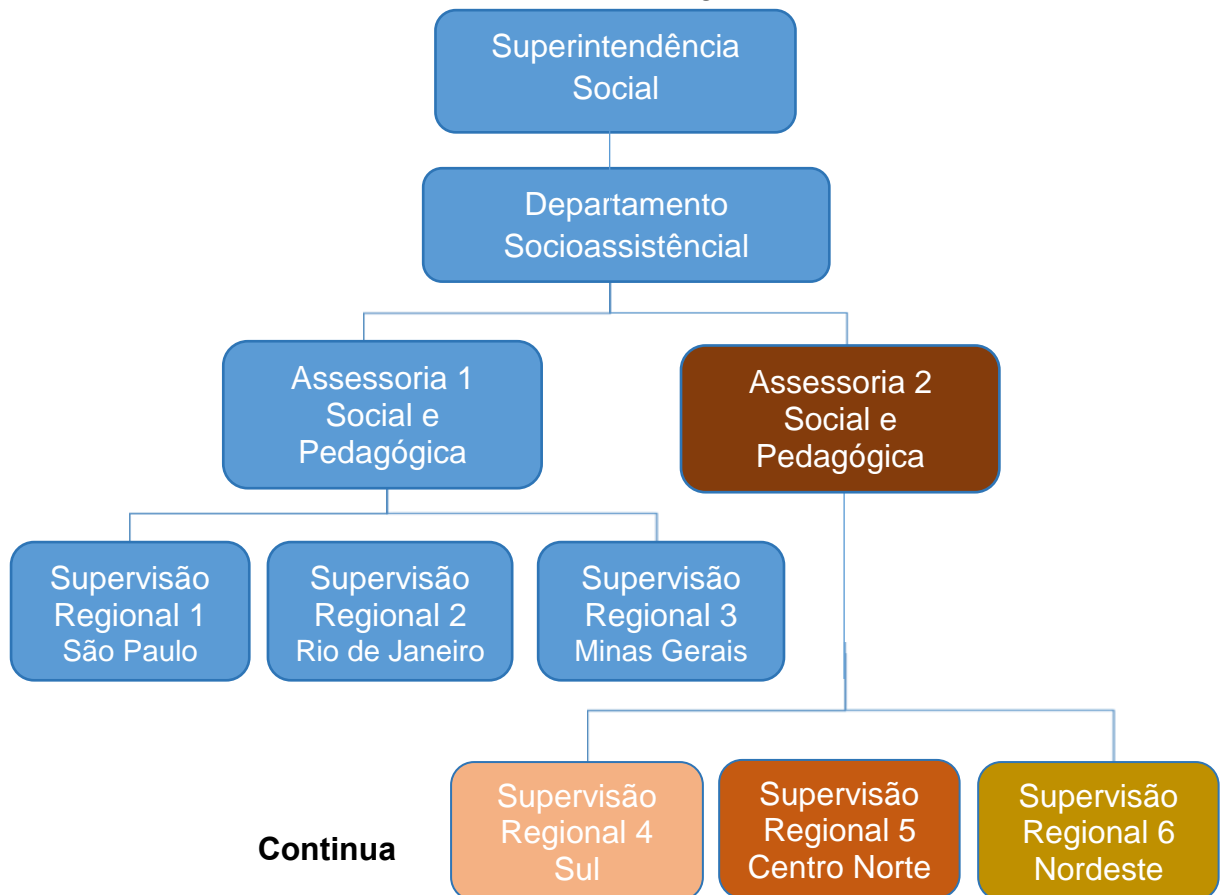 Superintendência
Social
Departamento
Socioassistêncial
Assessoria 1
Social e
Pedagógica
Assessoria 2
Social e
Pedagógica
Supervisão
Regional 1
São Paulo
Supervisão
Regional 2
Rio de Janeiro
Supervisão
Regional 3
Minas Gerais
Continua
Supervisão
Regional 4
Sul
Supervisão
Regional 5
Centro Norte
Supervisão
Regional 6
Nordeste